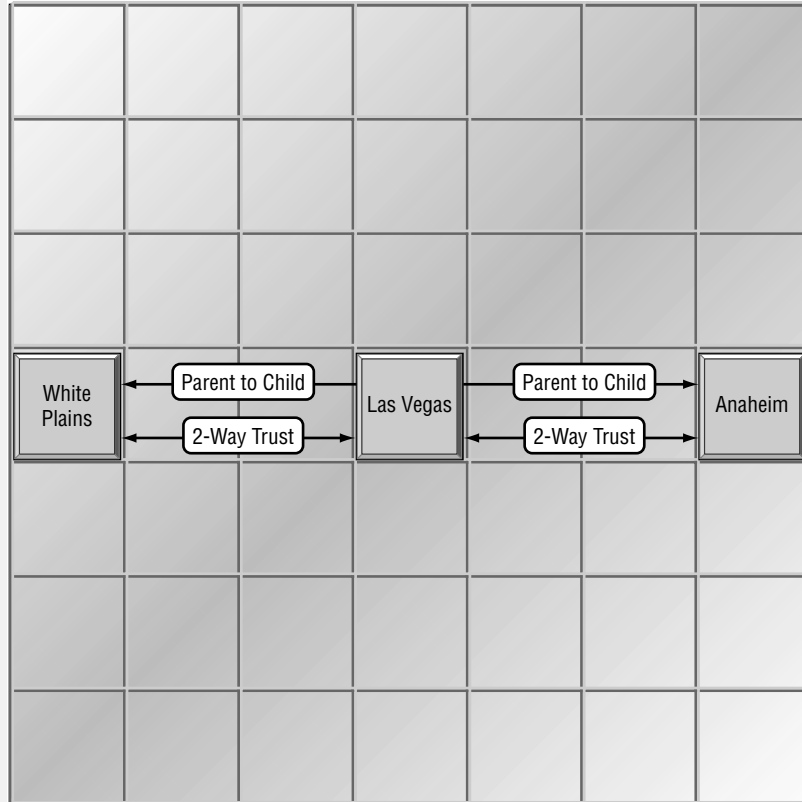 White
Plains
Parent to Child
2-Way Trust
Las Vegas
Parent to Child
2-Way Trust
Anaheim